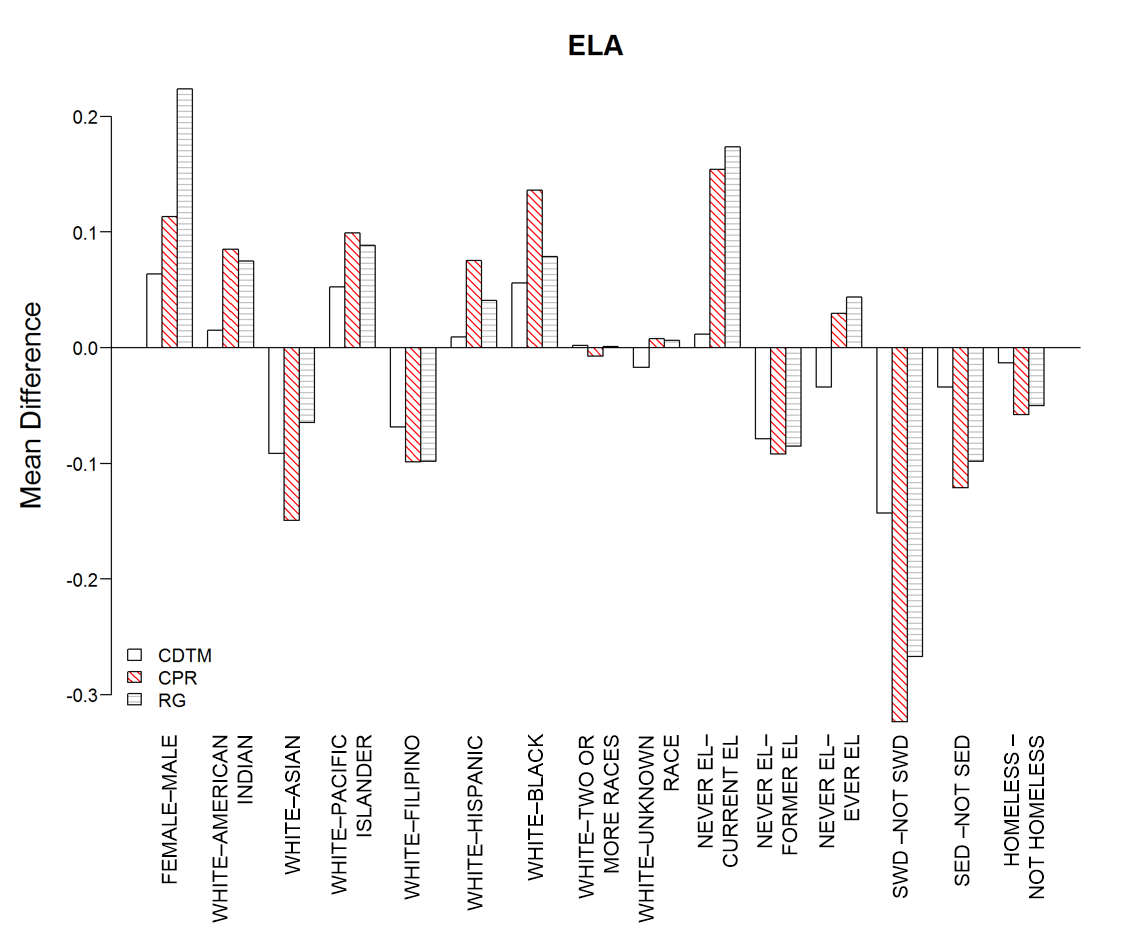 ELA
Mean Difference
0.2
0.1
0.0
-0.1
-0.2
-0.3
CDTM
CPR
RG
FEMALE–MALE
WHITE–AMERICAN
INDIAN
WHITE–ASIAN
WHITE–PACIFIC
ISLANDER
WHITE–FILIPINO
WHITE–HISPANIC
WHITE–BLACK
WHITE–TWO OR
MORE RACES
WHITE–UNKNOWN
RACE
NEVER EL–
CURRENT EL
NEVER EL–
FORMER EL
NEVER EL–
EVER EL
SWD –NOT SWD
SED –NOT SED
HOMELESS –
NOT HOMELESS